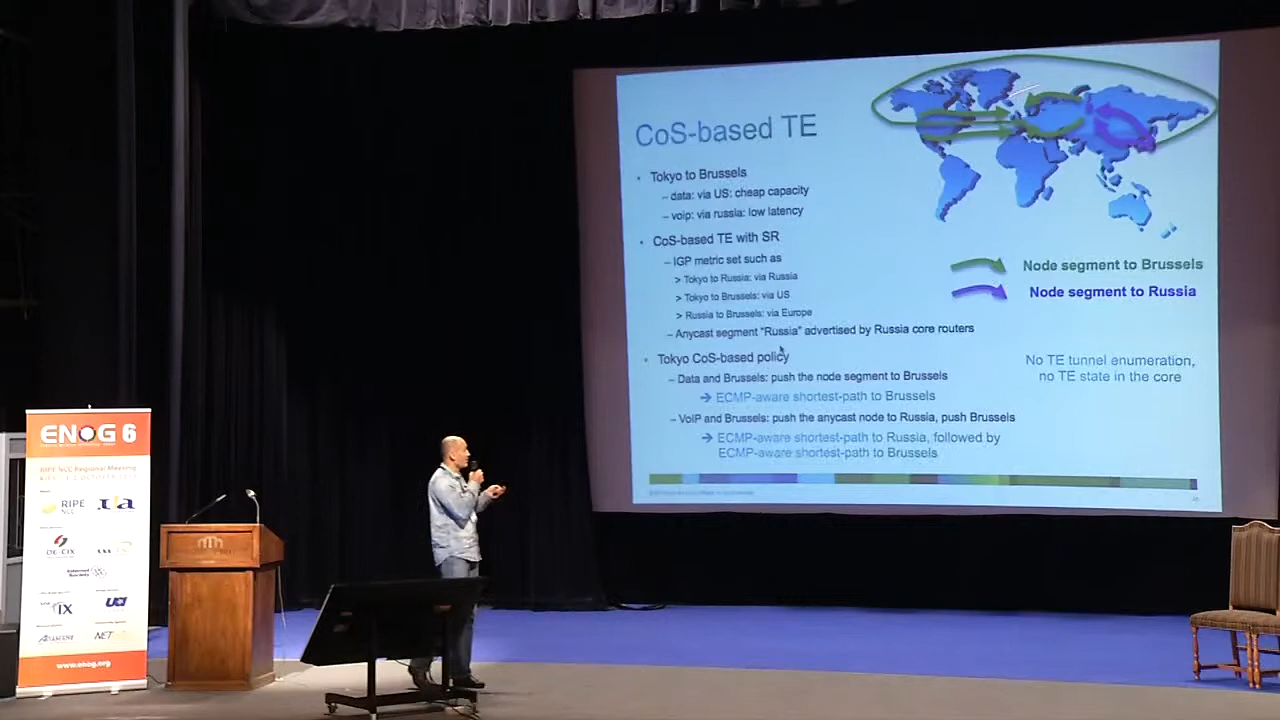 CoS-based TE
• Tokyo to Brussels
– data: via US: cheap capacity
– voip: via russia: low latency
• CoS-based TE with SR
– IGP metric set such as
> Tokyo to Russia: via Russia
> Tokyo to Brussels: via US
> Russia to Brussels: via Europe
– Anycast segment “Russia” advertised by Russia core routers
• Tokyo CoS-based policy
– Data and Brussels: push the node segment to Brussels
→ ECMP-aware shortest-path to Brussels
– VoIP and Brussels: push the anycast node to Russia, push Brussels
→ ECMP-aware shortest-path to Russia, followed by
ECMP-aware shortest-path to Brussels
Node segment to Brussels
Node segment to Russia
No TE tunnel enumeration,
no TE state in the core
ENOG 6
RIPE NCC Regional Meeting
RIPE
NCC
DE-CIX
IX
NET
www.enog.org